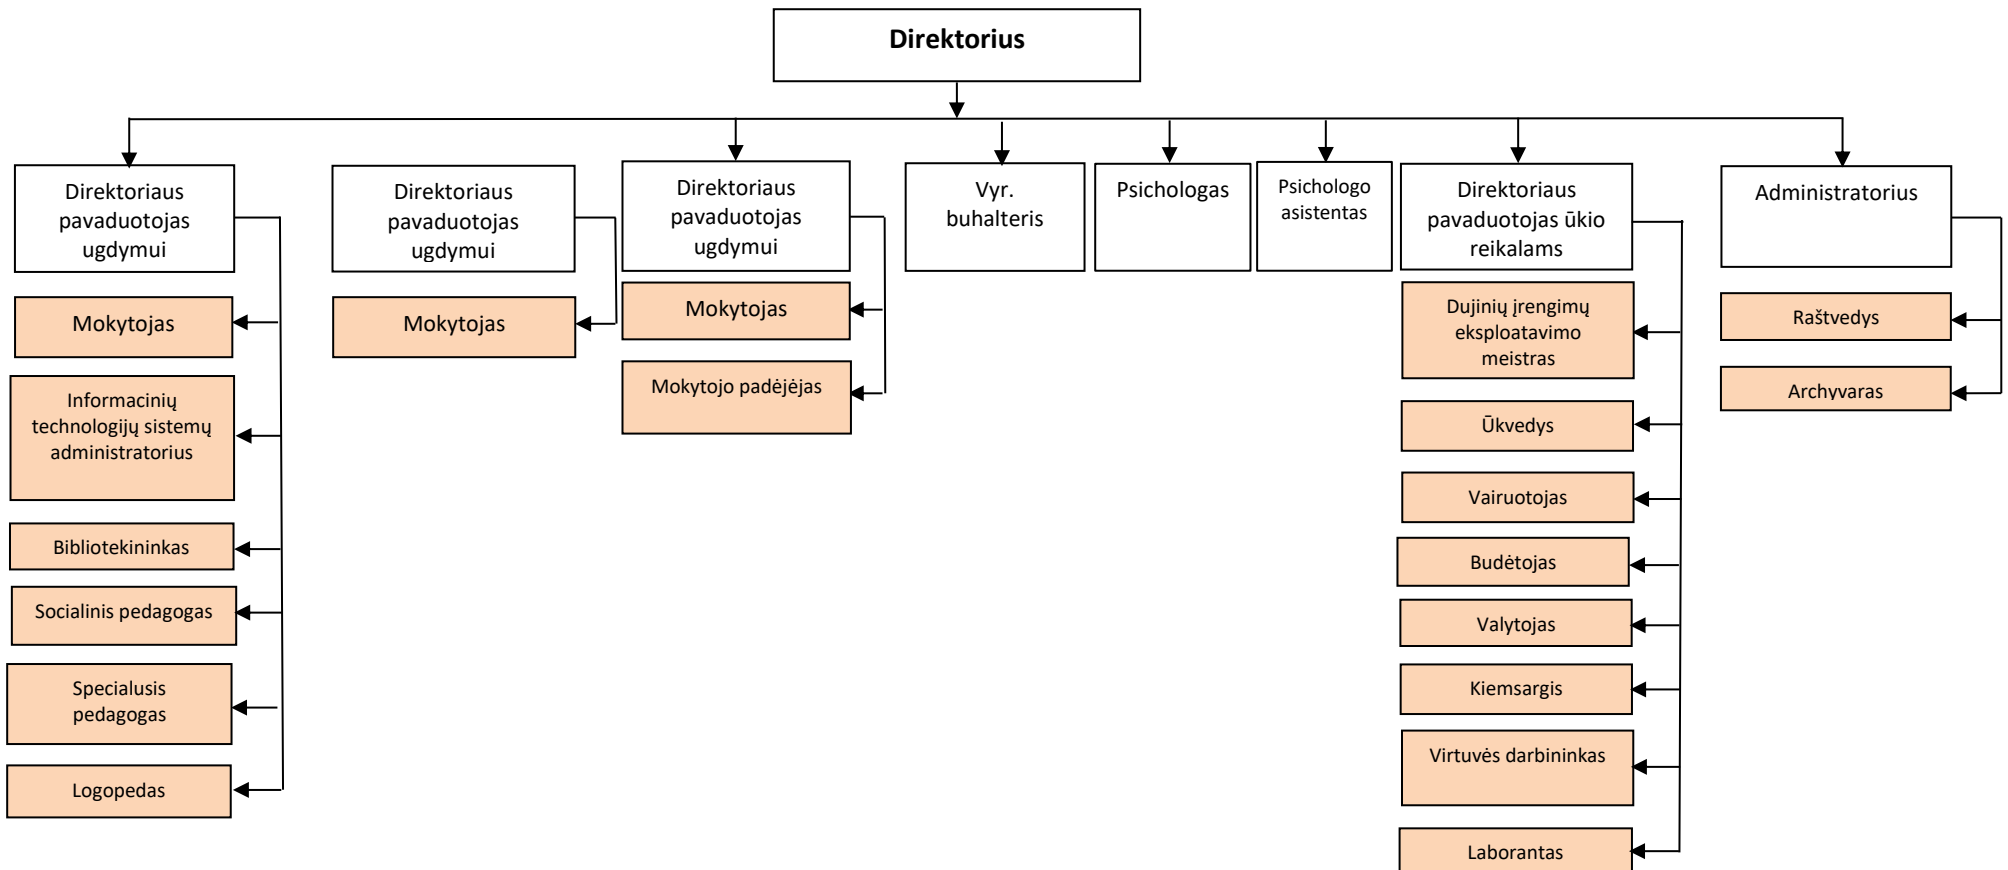 Direktorius
Direktoriaus
pavaduotojas
ugdymui
Mokytojas
Informacinių
technologijų sistemų
administratorius
Bibliotekininkas
Socialinis pedagogas
Specialusis
pedagogas
Logopedas
Direktoriaus
pavaduotojas
ugdymui
Mokytojas
Direktoriaus
pavaduotojas
ugdymui
Mokytojas
Mokytojo padėjėjas
Vyr.
buhalteris
Psichologas
Psichologo
asistentas
Direktoriaus
pavaduotojas ūkio
reikalams
Dujinių įrengimų
eksploatavimo
meistras
Ūkvedys
Vairuotojas
Budėtojas
Valytojas
Kiemsargis
Virtuvės darbininkas
Laborantas
Administratorius
Raštvedys
Archyvaras